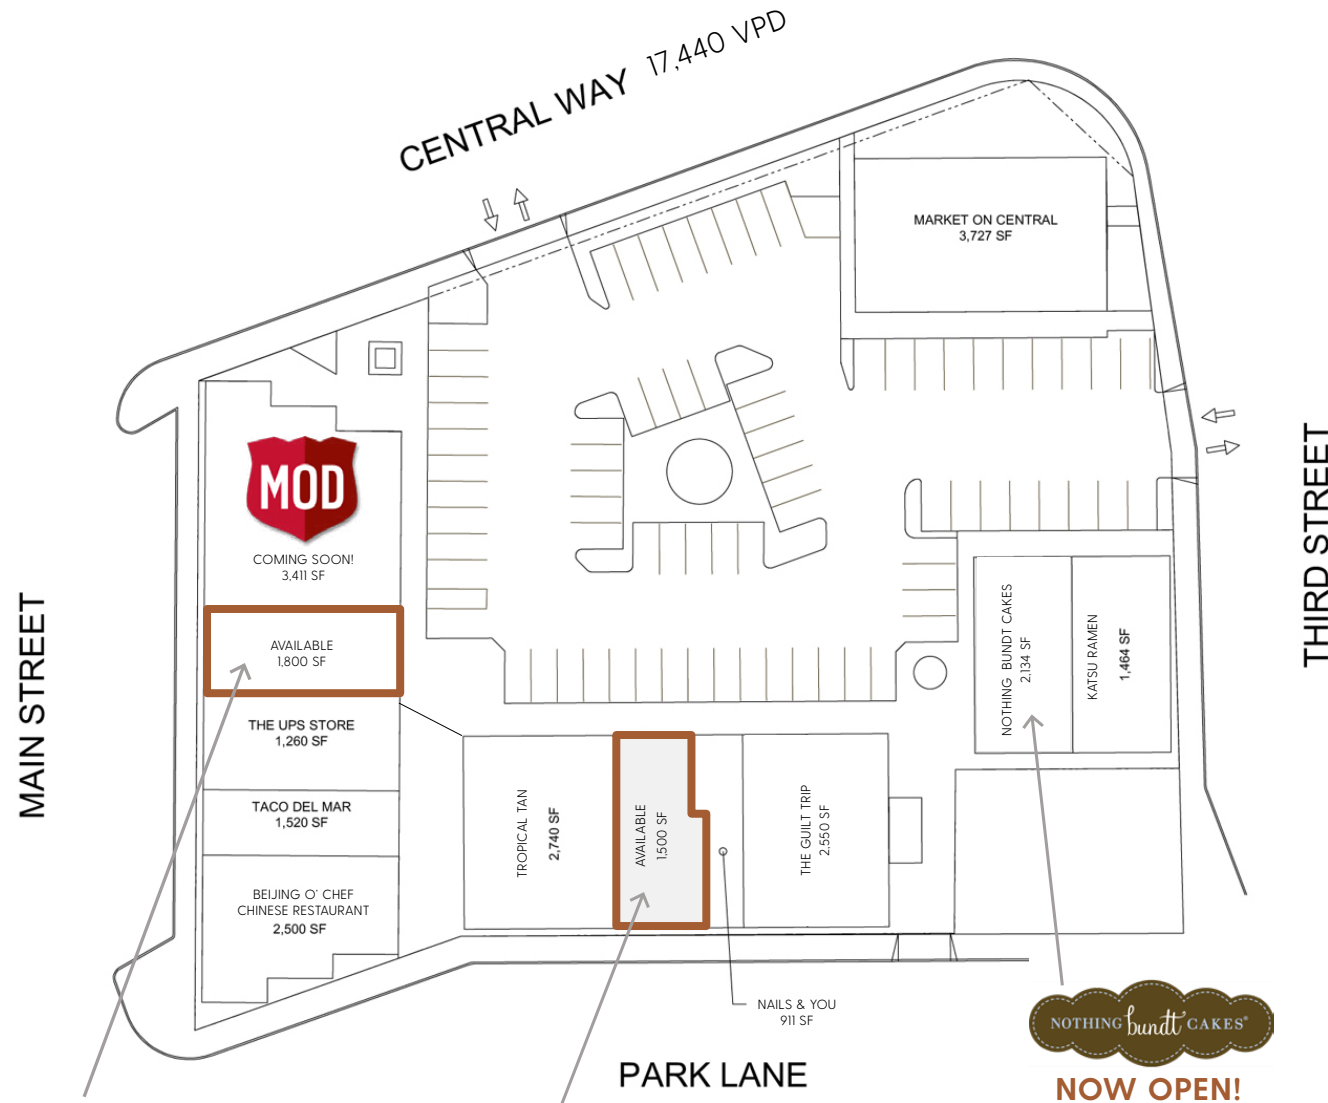 CENTRAL WAY 17,440 VPD
MARKET ON CENTRAL
3,727 SF
MOD
COMING SOON!
3,411 SF
AVAILABLE
1,800 SF
THE UPS STORE
1,260 SF
TACO DEL MAR
1,520 SF
BEIJING O' CHEF
CHINESE RESTAURANT
2,500 SF
MAIN STREET
TROPICAL TAN
2,740 SF
AVAILABLE
1,500 SF
THE GUILT TRIP
2,550 SF
NAILS & YOU
911 SF
NOTHING BUNDT CAKES
2,134 SF
KATSU RAMEN
1,464 SF
THIRD STREET
PARK LANE
NOTHING bundt CAKES®
NOW OPEN!